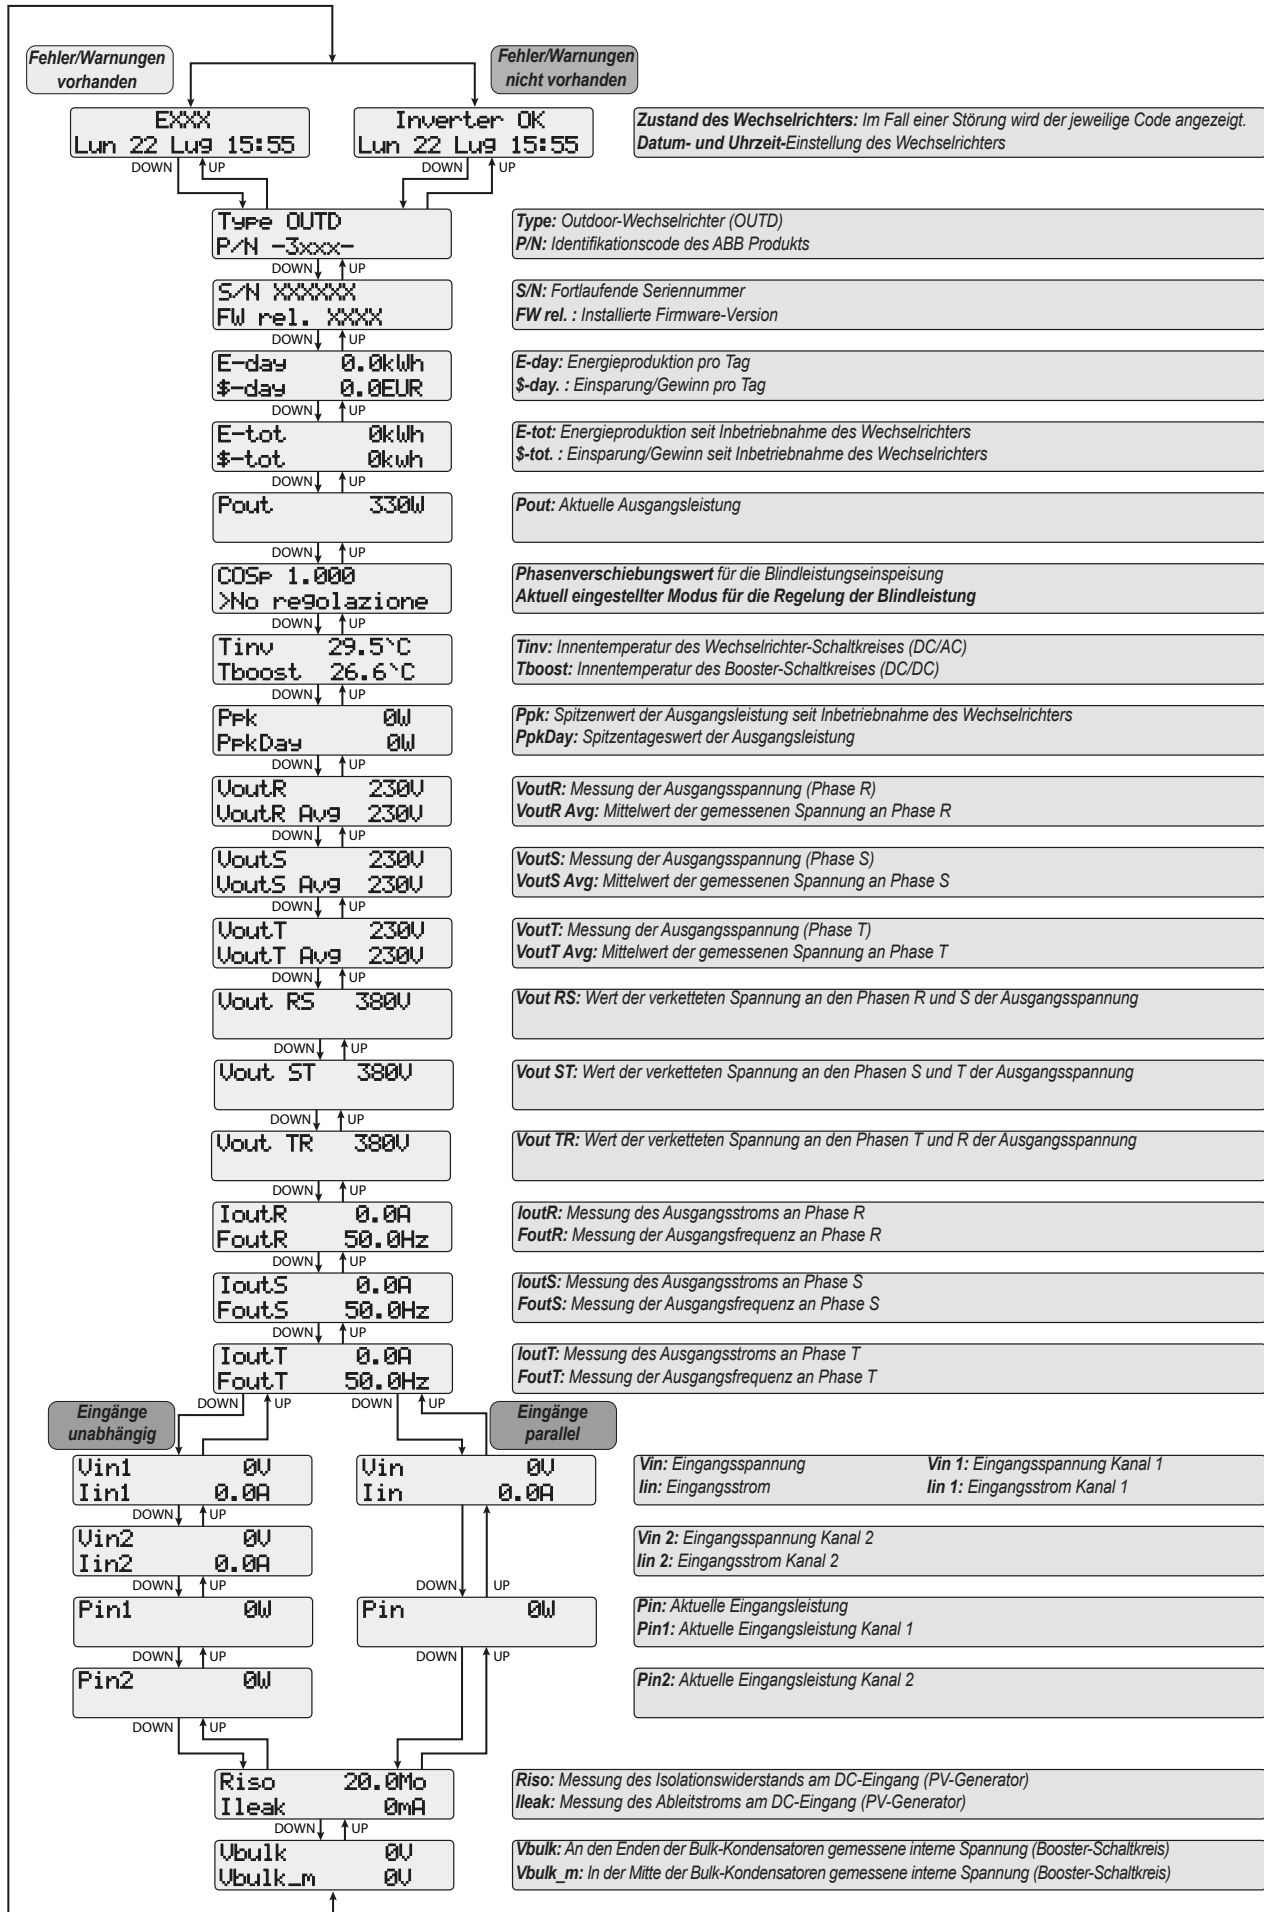 Fehler/Warnungen
vorhanden
Fehler/Warnungen
nicht vorhanden
EXXX
Lun 22 Lug 15:55
Inverter OK
Lun 22 Lug 15:55
Zustand des Wechselrichters: Im Fall einer Störung wird der jeweilige Code angezeigt.
Datum- und Uhrzeit-Einstellung des Wechselrichters
DOWN UP
DOWN UP
Type OUTD
P/N -3xxx-
Type: Outdoor-Wechselrichter (OUTD)
P/N: Identifikationscode des ABB Produkts
DOWN UP
S/N XXXXXX
FW rel. XXXX
S/N: Fortlaufende Seriennummer
FW rel. : Installierte Firmware-Version
DOWN UP
E-day 0.0kWh
$-day 0.0EUR
E-day: Energieproduktion pro Tag
$-day. : Einsparung/Gewinn pro Tag
DOWN UP
E-tot 0kWh
$-tot 0kwh
E-tot: Energieproduktion seit Inbetriebnahme des Wechselrichters
$-tot. : Einsparung/Gewinn seit Inbetriebnahme des Wechselrichters
DOWN UP
Pout 330W
Pout: Aktuelle Ausgangsleistung
DOWN UP
COSp 1.000
>No regolazione
Phasenverschiebungswert für die Blindleistungseinspeisung
Aktuell eingestellter Modus für die Regelung der Blindleistung
DOWN UP
Tinv 29.5`C
Tboost 26.6`C
Tinv: Innentemperatur des Wechselrichter-Schaltkreises (DC/AC)
Tboost: Innentemperatur des Booster-Schaltkreises (DC/DC)
DOWN UP
Ppk 0W
PpkDay 0W
Ppk: Spitzenwert der Ausgangsleistung seit Inbetriebnahme des Wechselrichters
PpkDay: Spitzentageswert der Ausgangsleistung
DOWN UP
VoutR 230V
VoutR Avg 230V
VoutR: Messung der Ausgangsspannung (Phase R)
VoutR Avg: Mittelwert der gemessenen Spannung an Phase R
DOWN UP
VoutS 230V
VoutS Avg 230V
VoutS: Messung der Ausgangsspannung (Phase S)
VoutS Avg: Mittelwert der gemessenen Spannung an Phase S
DOWN UP
VoutT 230V
VoutT Avg 230V
VoutT: Messung der Ausgangsspannung (Phase T)
VoutT Avg: Mittelwert der gemessenen Spannung an Phase T
DOWN UP
Vout RS 380V
Vout RS: Wert der verketteten Spannung an den Phasen R und S der Ausgangsspannung
DOWN UP
Vout ST 380V
Vout ST: Wert der verketteten Spannung an den Phasen S und T der Ausgangsspannung
DOWN UP
Vout TR 380V
Vout TR: Wert der verketteten Spannung an den Phasen T und R der Ausgangsspannung
DOWN UP
IoutR 0.0A
FoutR 50.0Hz
IoutR: Messung des Ausgangsstroms an Phase R
FoutR: Messung der Ausgangsfrequenz an Phase R
DOWN UP
IoutS 0.0A
FoutS 50.0Hz
IoutS: Messung des Ausgangsstroms an Phase S
FoutS: Messung der Ausgangsfrequenz an Phase S
DOWN UP
IoutT 0.0A
FoutT 50.0Hz
IoutT: Messung des Ausgangsstroms an Phase T
FoutT: Messung der Ausgangsfrequenz an Phase T
DOWN UP
DOWN UP
Eingänge
unabhängig
Eingänge
parallel
Vin1 0V
Iin1 0.0A
Vin 0V
Iin 0.0A
Vin: Eingangsspannung Vin 1: Eingangsspannung Kanal 1
Iin: Eingangsstrom Iin 1: Eingangsstrom Kanal 1
DOWN UP
Vin2 0V
Iin2 0.0A
Vin 2: Eingangsspannung Kanal 2
Iin 2: Eingangsstrom Kanal 2
DOWN UP
DOWN UP
Pin1 0W
Pin 0W
Pin: Aktuelle Eingangsleistung
Pin1: Aktuelle Eingangsleistung Kanal 1
DOWN UP
DOWN UP
Pin2 0W
Pin2: Aktuelle Eingangsleistung Kanal 2
DOWN UP
Riso 20.0Mo
Ileak 0mA
Riso: Messung des Isolationswiderstands am DC-Eingang (PV-Generator)
Ileak: Messung des Ableitstroms am DC-Eingang (PV-Generator)
DOWN UP
Vbulk 0V
Vbulk_m 0V
Vbulk: An den Enden der Bulk-Kondensatoren gemessene interne Spannung (Booster-Schaltkreis)
Vbulk_m: In der Mitte der Bulk-Kondensatoren gemessene interne Spannung (Booster-Schaltkreis)